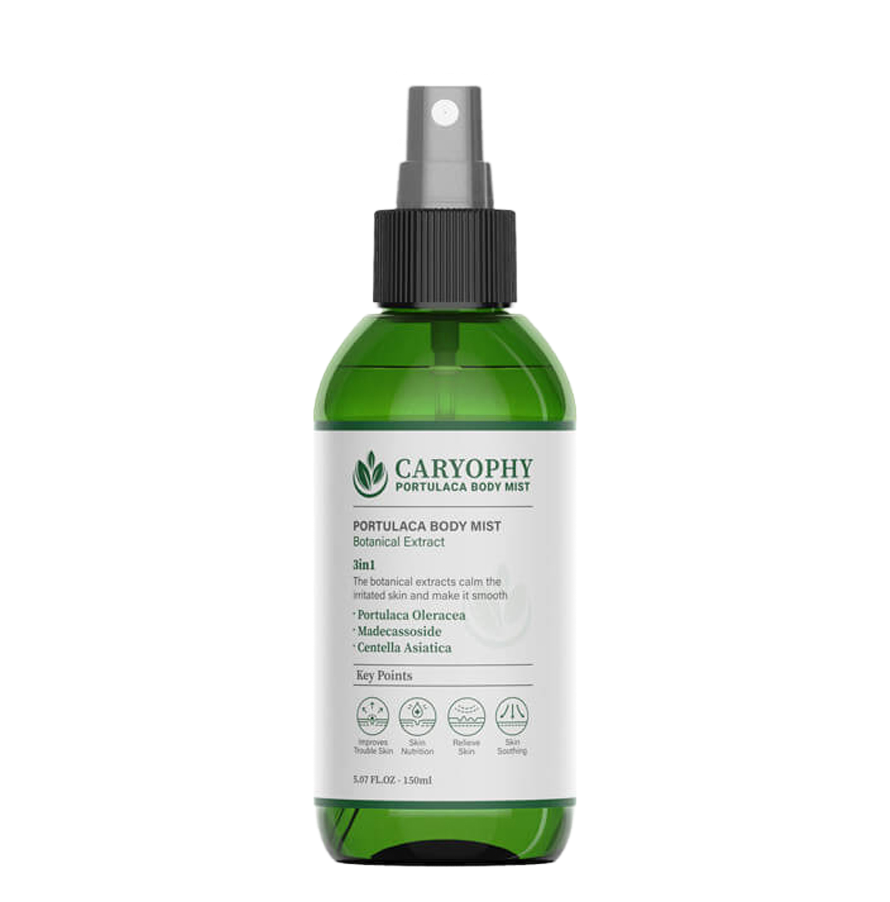 CARYOPHY
PORTULACA BODY MIST
PORTULACA BODY MIST
Botanical Extract
3in1
The botanical extracts calm the
irritated skin and make it smooth
· Portulaca Oleracea
· Madecassoside
· Centella Asiatica
Key Points
Improves Trouble Skin
Skin Nutrition
Relieve Skin
Skin Soothing
5.07 FL.OZ - 150ml